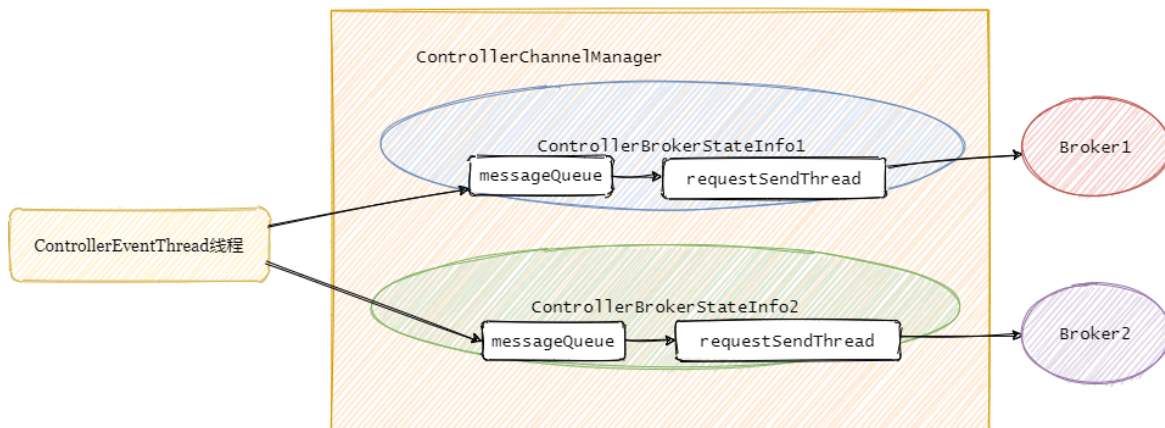 ControllerChannelManager
ControllerBrokerStateInfo1
messageQueue
requestSendThread
Broker1
ControllerEventThread线程
ControllerBrokerStateInfo2
messageQueue
requestSendThread
Broker2